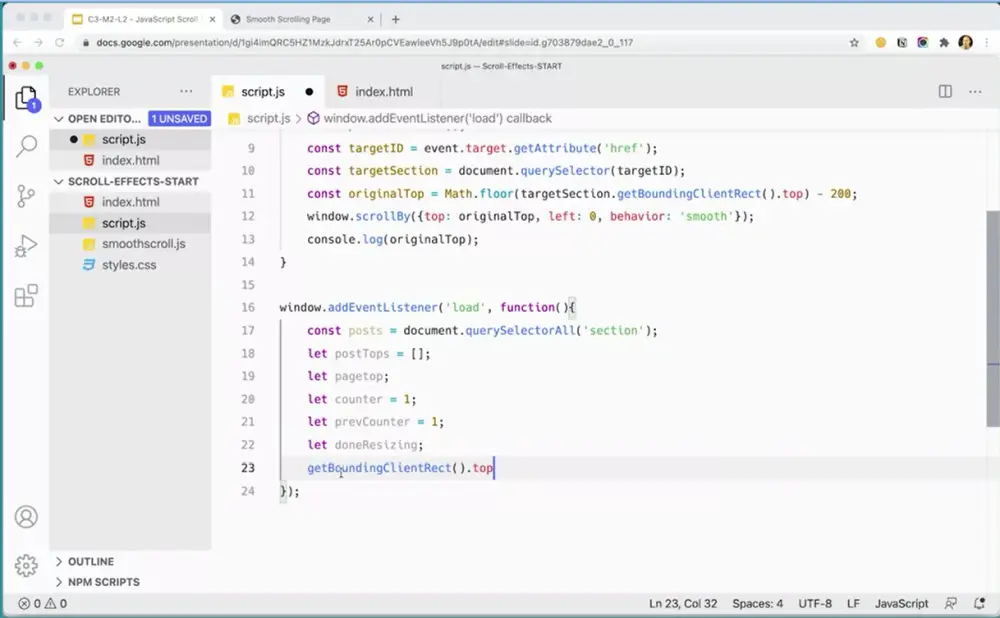 C3-M2-L2 - JavaScript Scroll
Smooth Scrolling Page
docs.google.com/presentation/d/1gi4imQRC5HZ1MzkJdrxT25Ar0pCVEawleeVh5J9p0tA/edit#slide=id.g703879dae2_0_117
script.js — Scroll-Effects-START
EXPLORER
script.js
index.html
1
OPEN EDITO...
1 UNSAVED
script.js > window.addEventListener('load') callback
script.js
index.html
SCROLL-EFFECTS-START
index.html
script.js
smoothscroll.js
styles.css
9 const targetID = event.target.getAttribute('href');
10 const targetSection = document.querySelector(targetID);
11 const originalTop = Math.floor(targetSection.getBoundingClientRect().top) - 200;
12 window.scrollBy({top: originalTop, left: 0, behavior: 'smooth'});
13 console.log(originalTop);
14 }
15
16 window.addEventListener('load', function(){
17 const posts = document.querySelectorAll('section');
18 let postTops = [];
19 let pagetop;
20 let counter = 1;
21 let prevCounter = 1;
22 let doneResizing;
23 getBoundingClientRect().top
24 });
OUTLINE
NPM SCRIPTS
0 0
Ln 23, Col 32 Spaces: 4 UTF-8 LF JavaScript